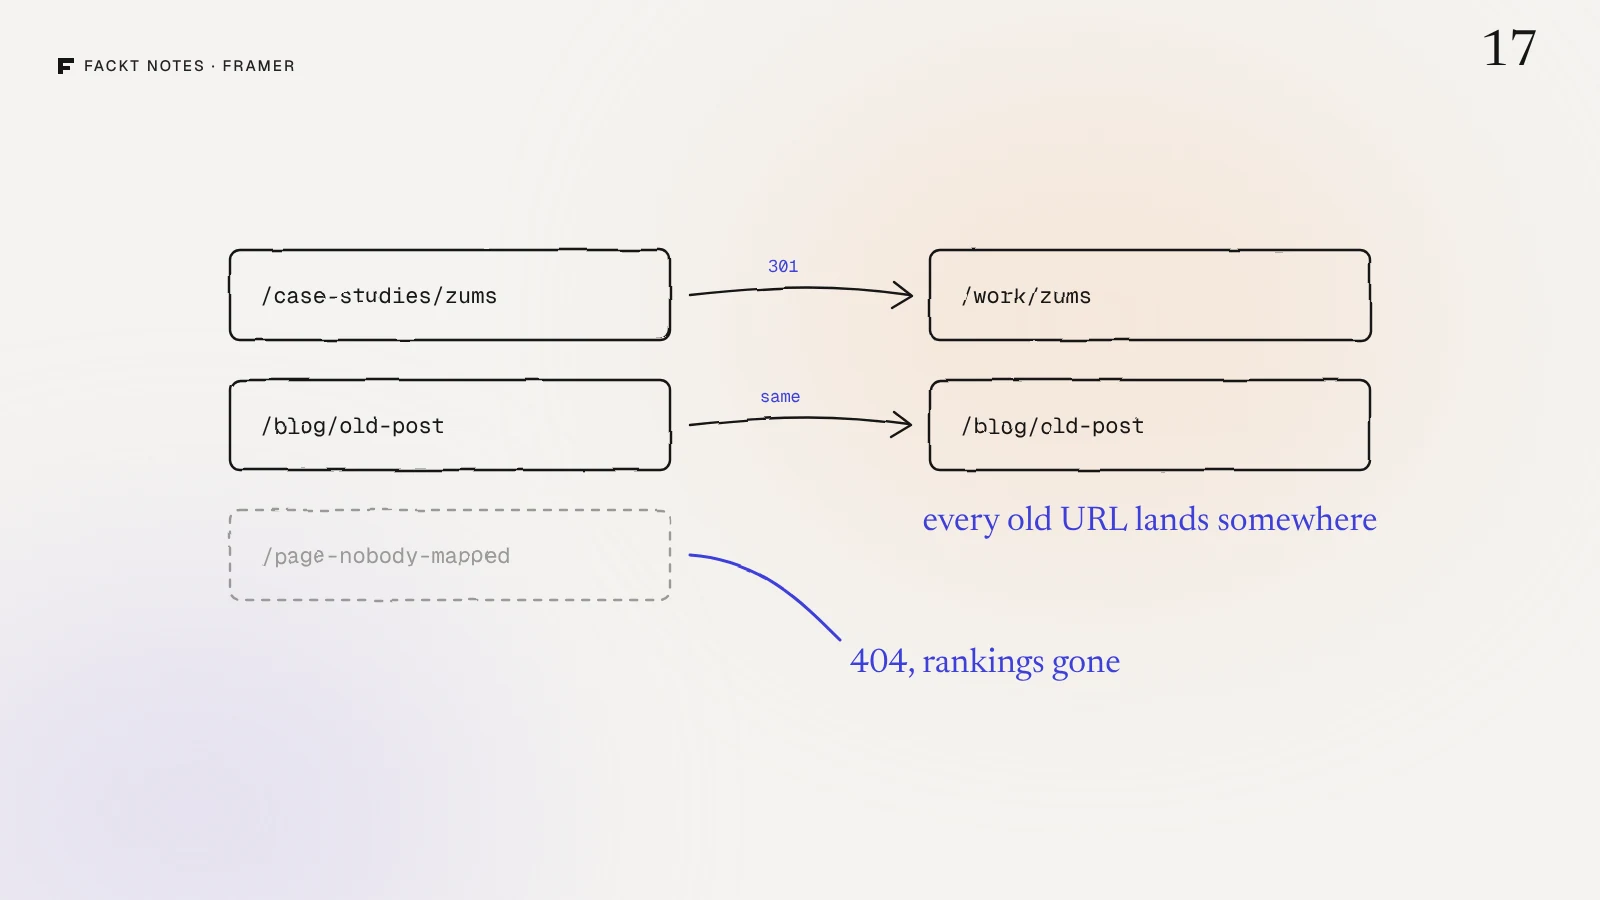 FACKT NOTES · FRAMER
17
/case-studies/zums
301
/work/zums
/blog/old-post
same
/blog/old-post
every old URL lands somewhere
/page-nobody-mapped
404, rankings gone